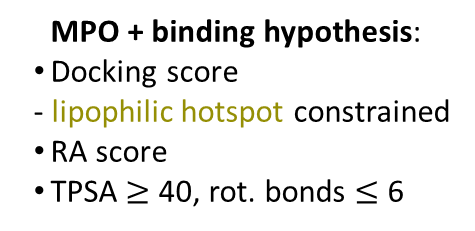 MPO + binding hypothesis:
• Docking score
- lipophilic hotspot constrained
• RA score
• TPSA ≥ 40, rot. bonds ≤ 6